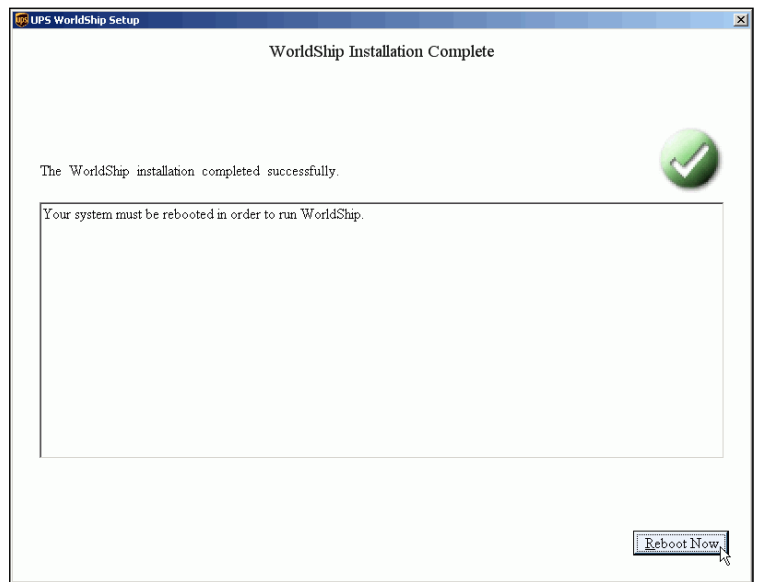 ups UPS WorldShip Setup
WorldShip Installation Complete
The WorldShip installation completed successfully.
Your system must be rebooted in order to run WorldShip.
Reboot Now